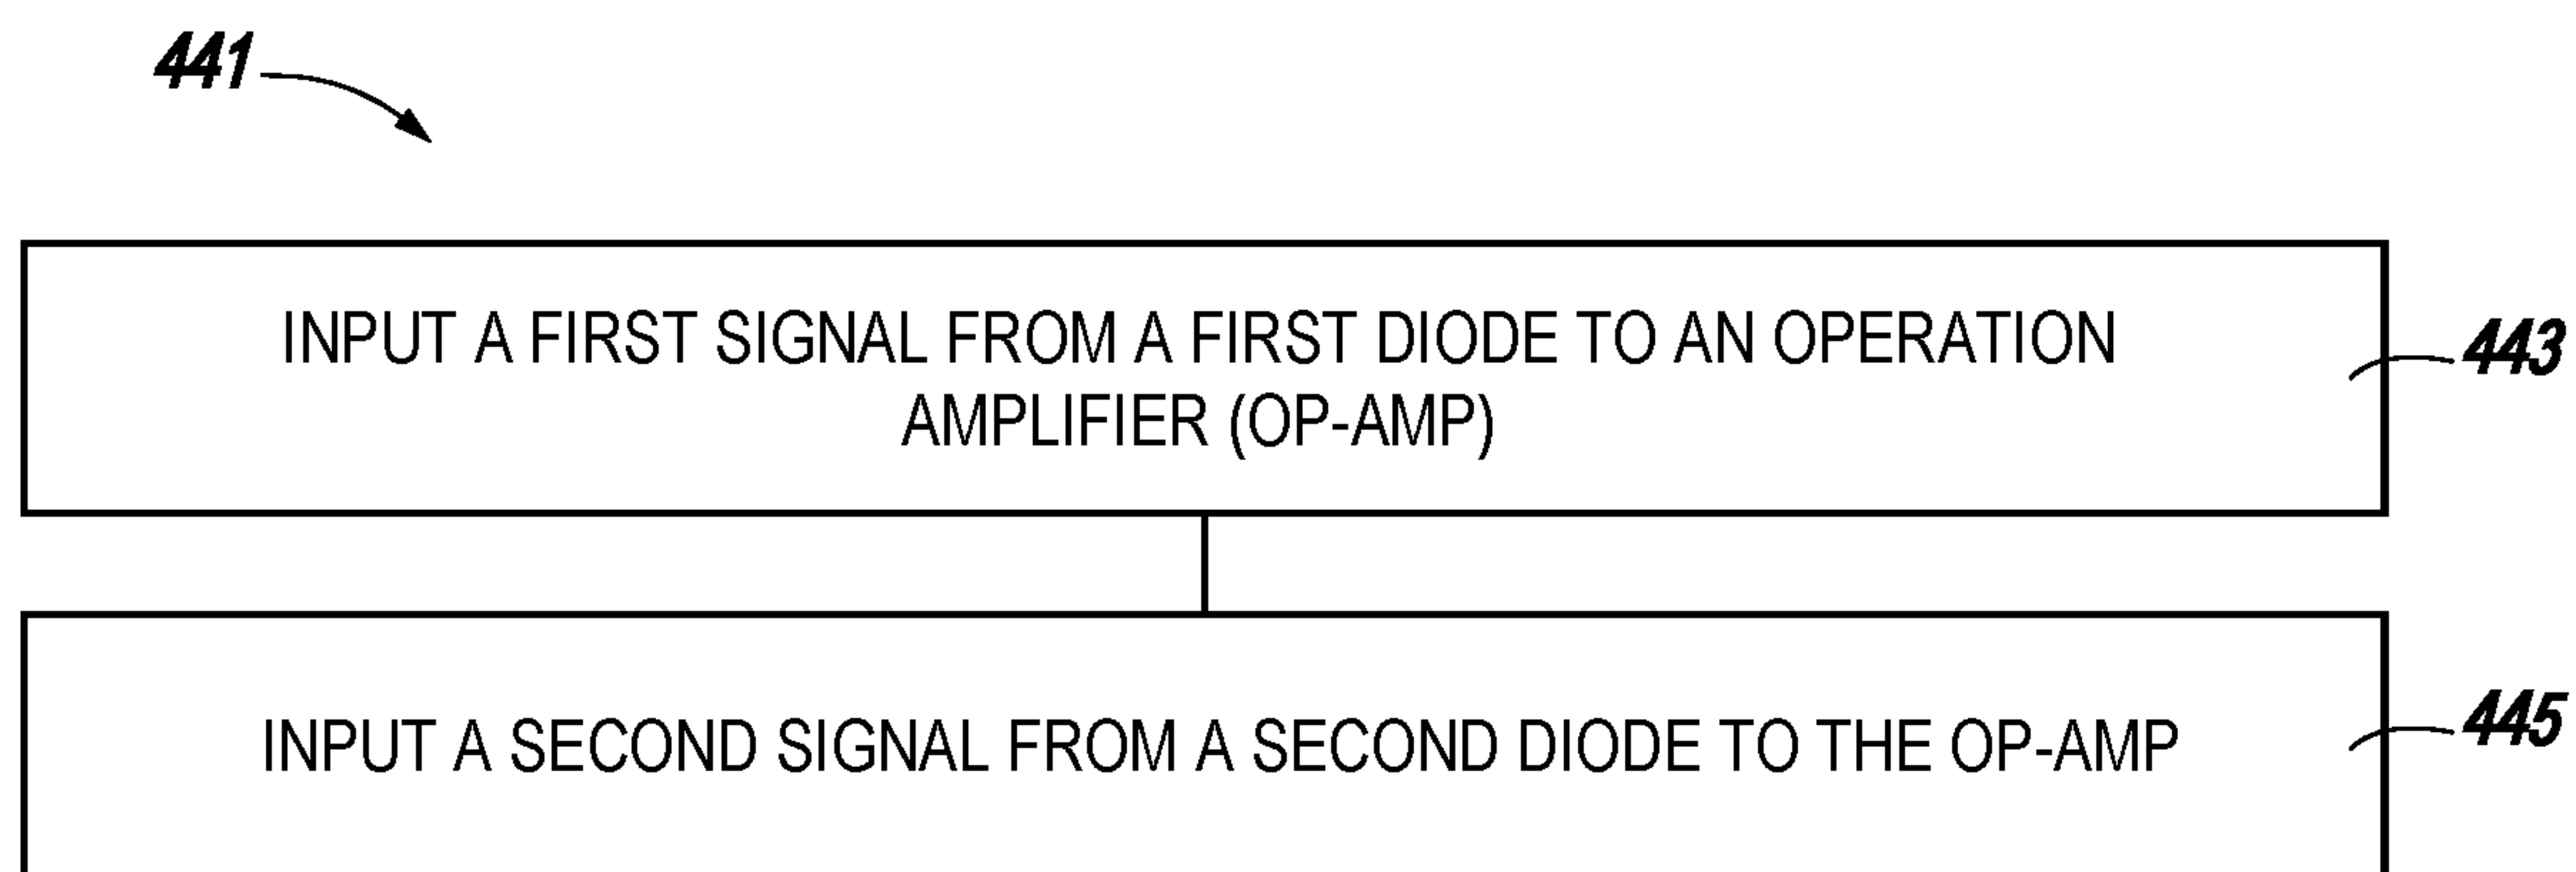 441
INPUT A FIRST SIGNAL FROM A FIRST DIODE TO AN OPERATION
AMPLIFIER (OP-AMP)
443
INPUT A SECOND SIGNAL FROM A SECOND DIODE TO THE OP-AMP
445